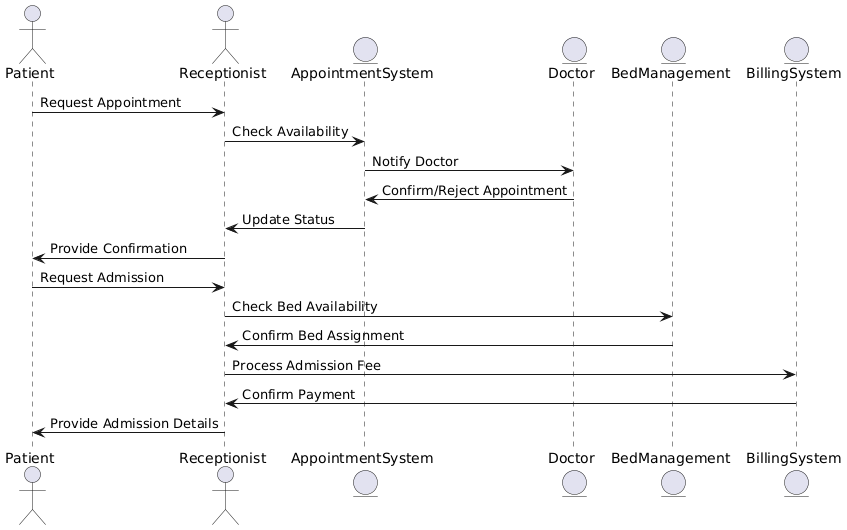 Patient Receptionist AppointmentSystem Doctor BedManagement BillingSystem
Request Appointment
Check Availability
Notify Doctor
Confirm/Reject Appointment
Update Status
Provide Confirmation
Request Admission
Check Bed Availability
Confirm Bed Assignment
Process Admission Fee
Confirm Payment
Provide Admission Details
Patient Receptionist AppointmentSystem Doctor BedManagement BillingSystem